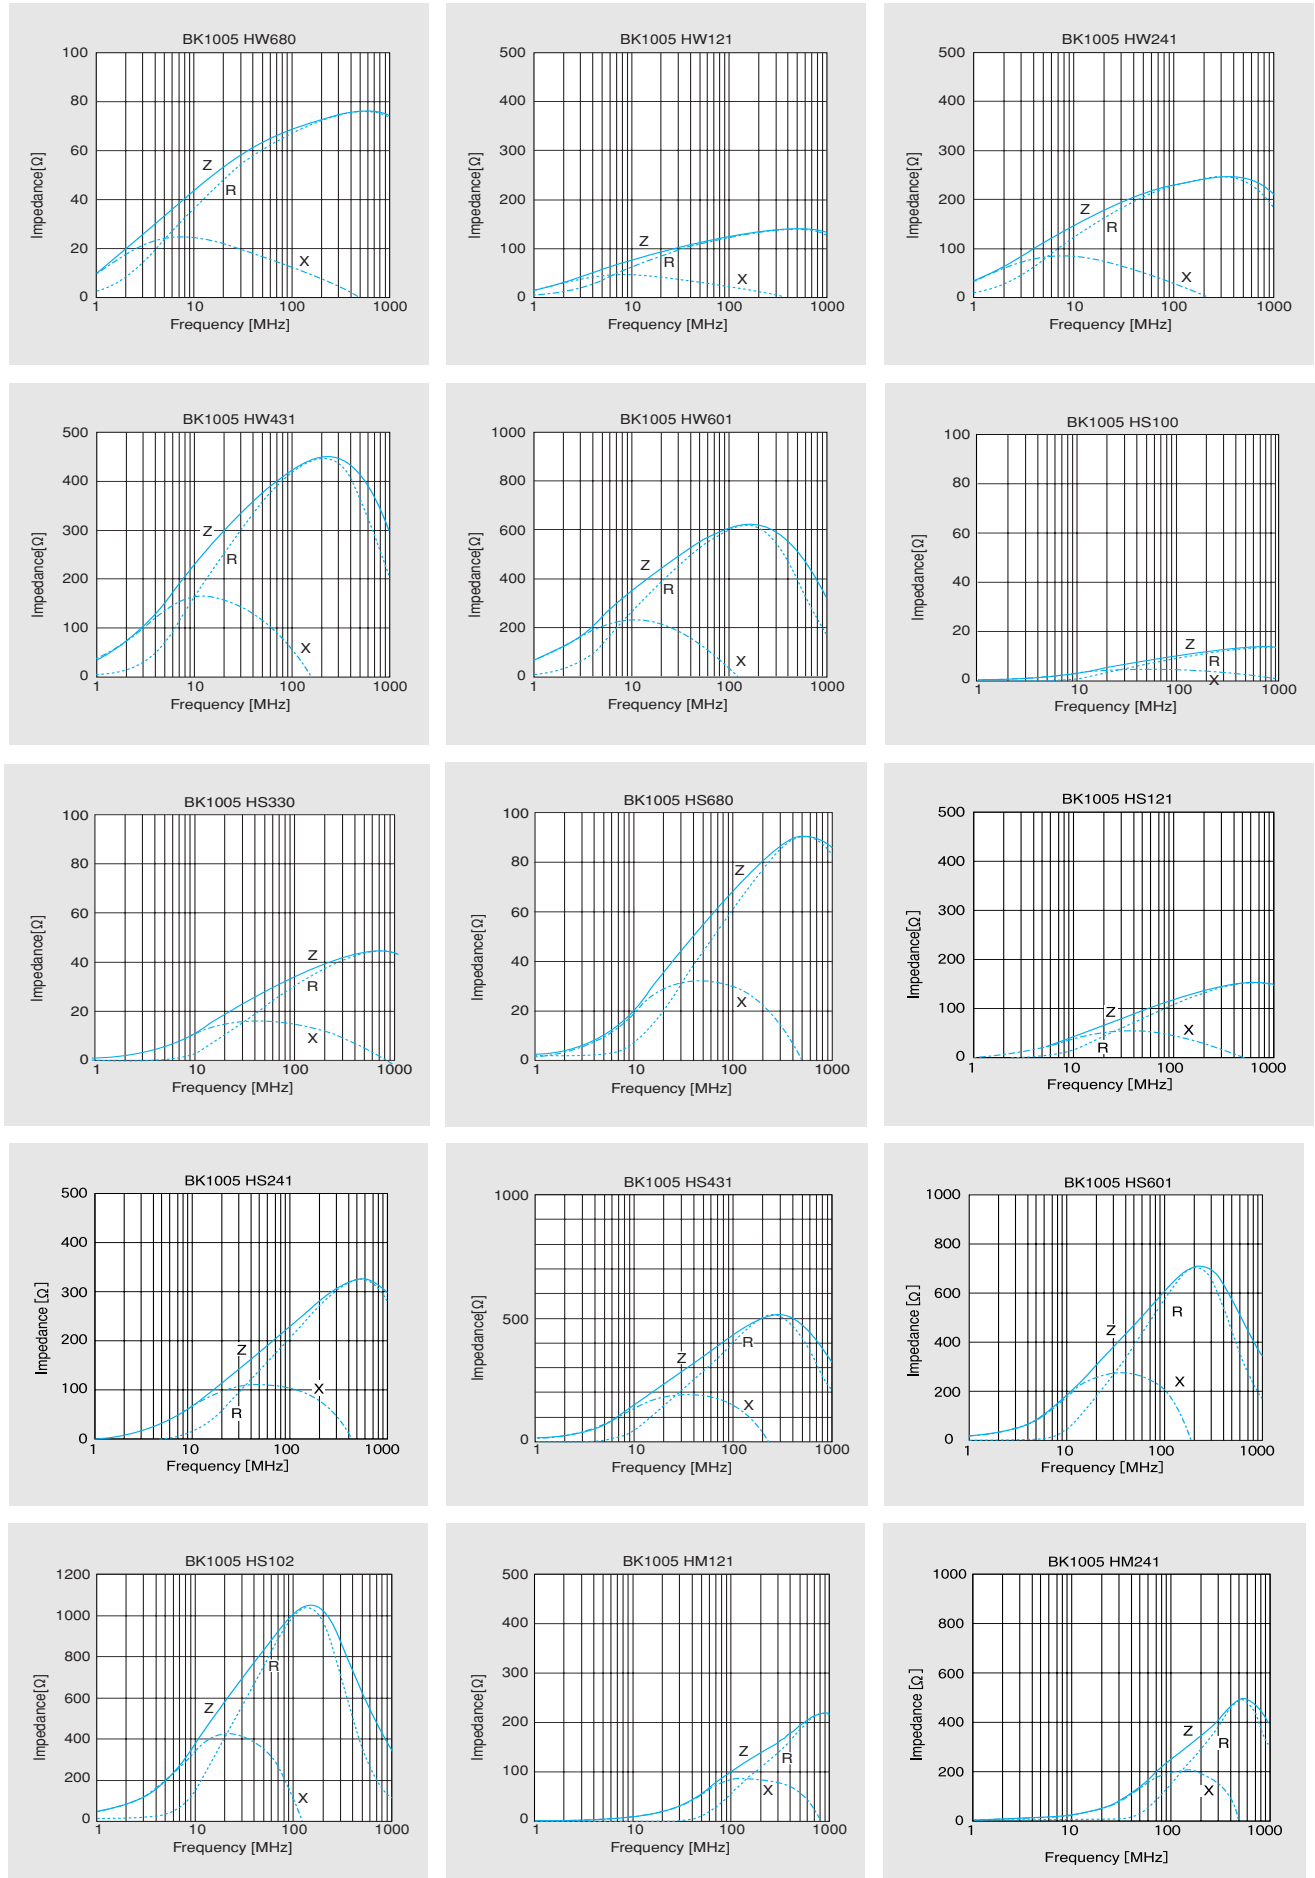 BK1005 HW680
100
80
60
40
20
0
Impedance[Ω]
Z
R
X
1 10 100 1000
Frequency [MHz]
BK1005 HW121
500
400
300
200
100
0
Impedance[Ω]
Z
R
X
1 10 100 1000
Frequency [MHz]
BK1005 HW241
500
400
300
200
100
0
Impedance[Ω]
Z
R
X
1 10 100 1000
Frequency [MHz]
BK1005 HW431
500
400
300
200
100
0
Impedance[Ω]
Z
R
X
1 10 100 1000
Frequency [MHz]
BK1005 HW601
1000
800
600
400
200
0
Impedance[Ω]
Z
R
X
1 10 100 1000
Frequency [MHz]
BK1005 HS100
100
80
60
40
20
0
Impedance[Ω]
Z
R
X
1 10 100 1000
Frequency [MHz]
BK1005 HS330
100
80
60
40
20
0
Impedance[Ω]
Z
R
X
1 10 100 1000
Frequency [MHz]
BK1005 HS680
100
80
60
40
20
0
Impedance[Ω]
Z
X
1 10 100 1000
Frequency [MHz]
BK1005 HS121
500
400
300
200
100
0
Impedance[Ω]
Z
X
R
1 10 100 1000
Frequency [MHz]
BK1005 HS241
500
400
300
200
100
0
Impedance [Ω]
Z
X
R
1 10 100 1000
Frequency [MHz]
BK1005 HS431
1000
500
0
Impedance[Ω]
R
Z
X
1 10 100 1000
Frequency [MHz]
BK1005 HS601
1000
800
600
400
200
0
Impedance [Ω]
R
Z
X
1 10 100 1000
Frequency [MHz]
BK1005 HS102
1200
1000
800
600
400
200
0
Impedance[Ω]
R
Z
X
1 10 100 1000
Frequency [MHz]
BK1005 HM121
500
400
300
200
100
0
Impedance[Ω]
Z
R
X
1 10 100 1000
Frequency [MHz]
BK1005 HM241
1000
800
600
400
200
0
Impedance [Ω]
Z
R
X
1 10 100 1000
Frequency [MHz]